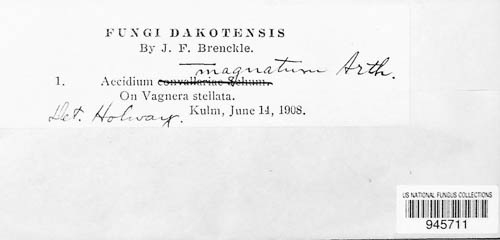 FUNGI DAKOTENSIS
By J. F. Brenckle.
magnatum Arth.
1. Aecidium convallariae Schum.
On Vagnera stellata.
Det. Holway. Kulm, June 14, 1908.
US NATIONAL FUNGUS COLLECTIONS
945711